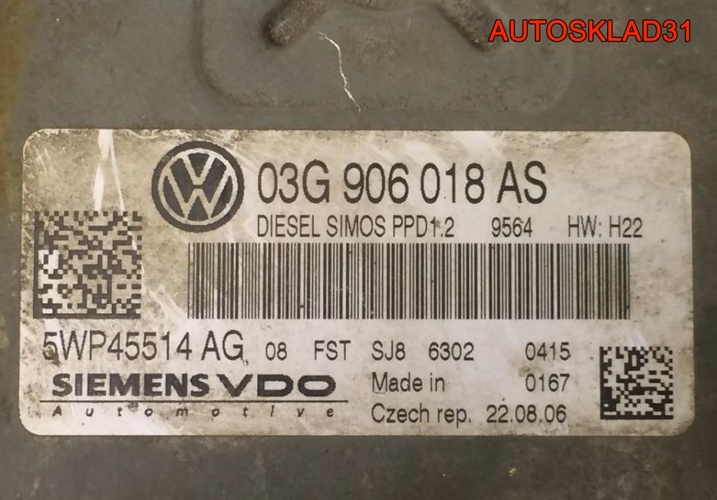 AUTOSKLAD31
03G 906 018 AS
DIESEL SIMOS PPD1.2 9564 HW: H22
5WP45514 AG 08 FST SJ8 6302 0415
SIEMENS VDO Made in 0167
Automotive Czech rep. 22.08.06